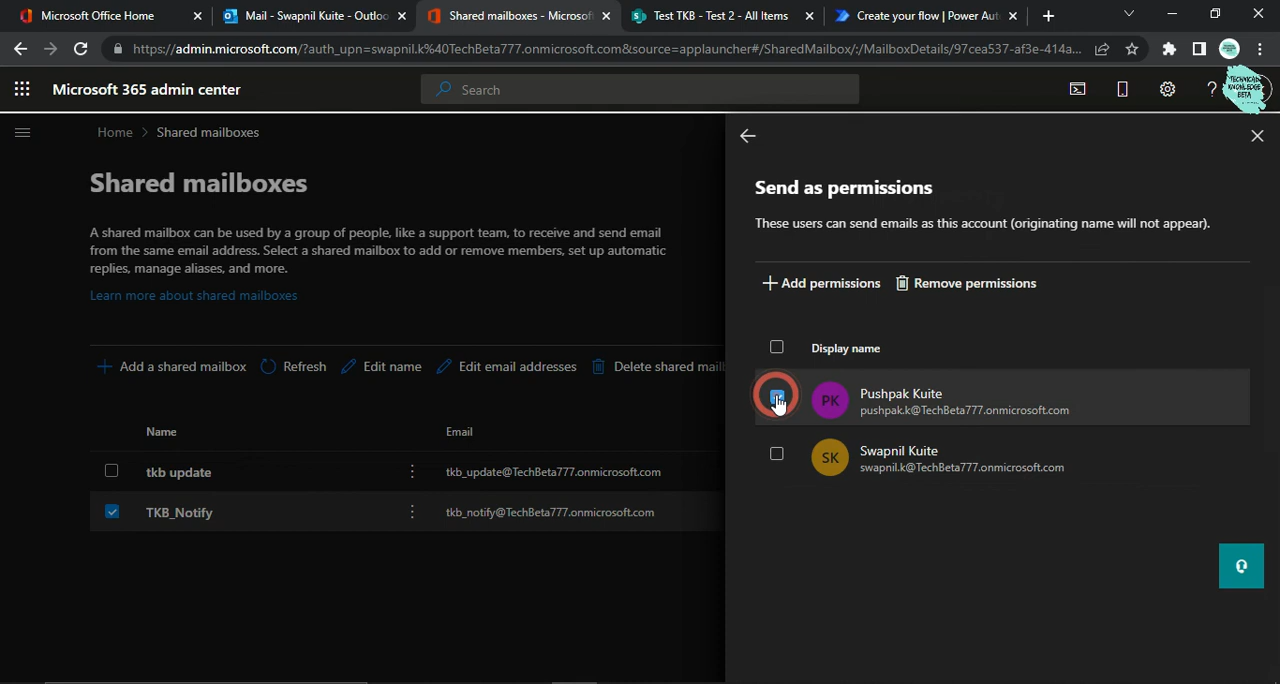 Microsoft Office Home
Mail - Swapnil Kuite - Outloo
Shared mailboxes - Microsof
Test TKB - Test 2 - All Items
Create your flow | Power Aut
https://admin.microsoft.com/?auth_upn=swapnil.k%40TechBeta777.onmicrosoft.com&source=applauncher#/SharedMailbox/:/MailboxDetails/97cea537-af3e-414a...
Microsoft 365 admin center
Search
?
TECHNICAL
KNOWLEDGE
BETA
Home > Shared mailboxes
Shared mailboxes
A shared mailbox can be used by a group of people, like a support team, to receive and send email
from the same email address. Select a shared mailbox to add or remove members, set up automatic
replies, manage aliases, and more.
Learn more about shared mailboxes
Add a shared mailbox
Refresh
Edit name
Edit email addresses
Delete shared mail
Name
Email
tkb update
tkb_update@TechBeta777.onmicrosoft.com
TKB_Notify
tkb_notify@TechBeta777.onmicrosoft.com
Send as permissions
These users can send emails as this account (originating name will not appear).
Add permissions
Remove permissions
Display name
PK
Pushpak Kuite
pushpak.k@TechBeta777.onmicrosoft.com
SK
Swapnil Kuite
swapnil.k@TechBeta777.onmicrosoft.com